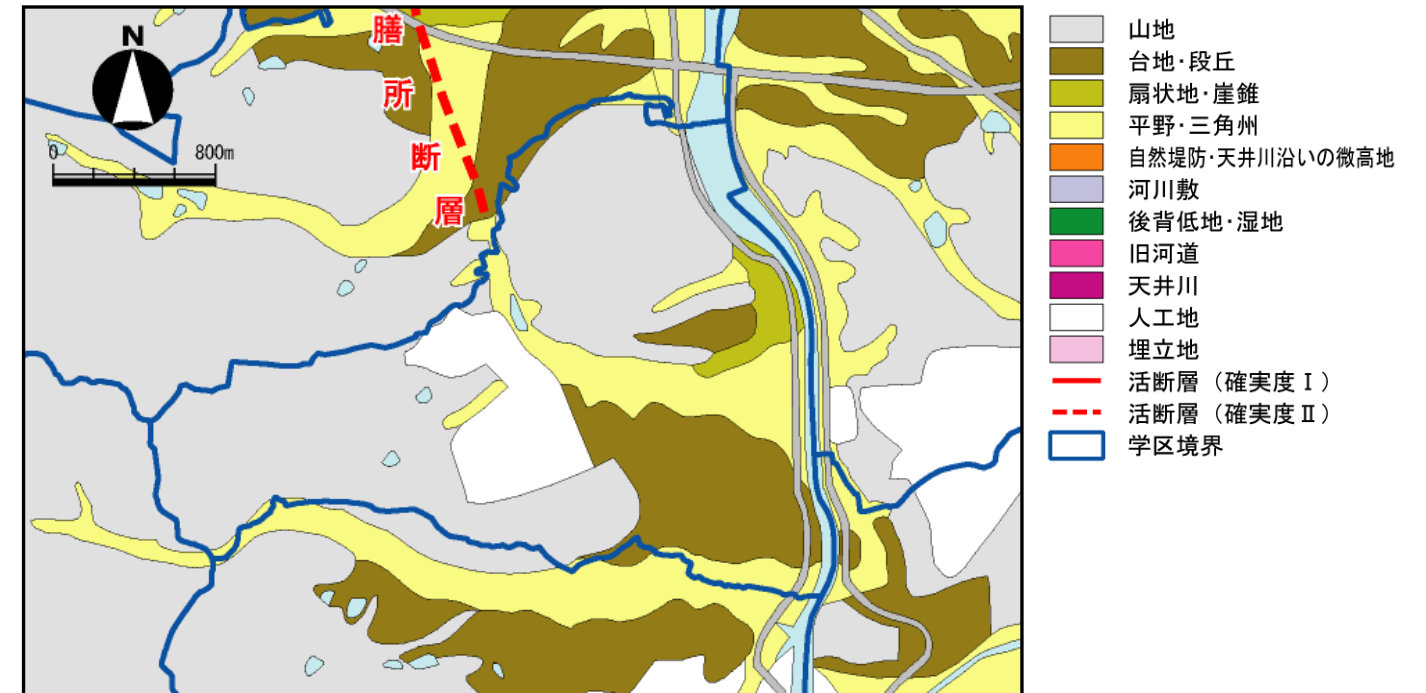 N
0 800m
膳
所
断
層
山地
台地・段丘
扇状地・崖錐
平野・三角州
自然堤防・天井川沿いの微高地
河川敷
後背低地・湿地
旧河道
天井川
人工地
埋立地
活断層（確実度Ⅰ）
活断層（確実度Ⅱ）
学区境界